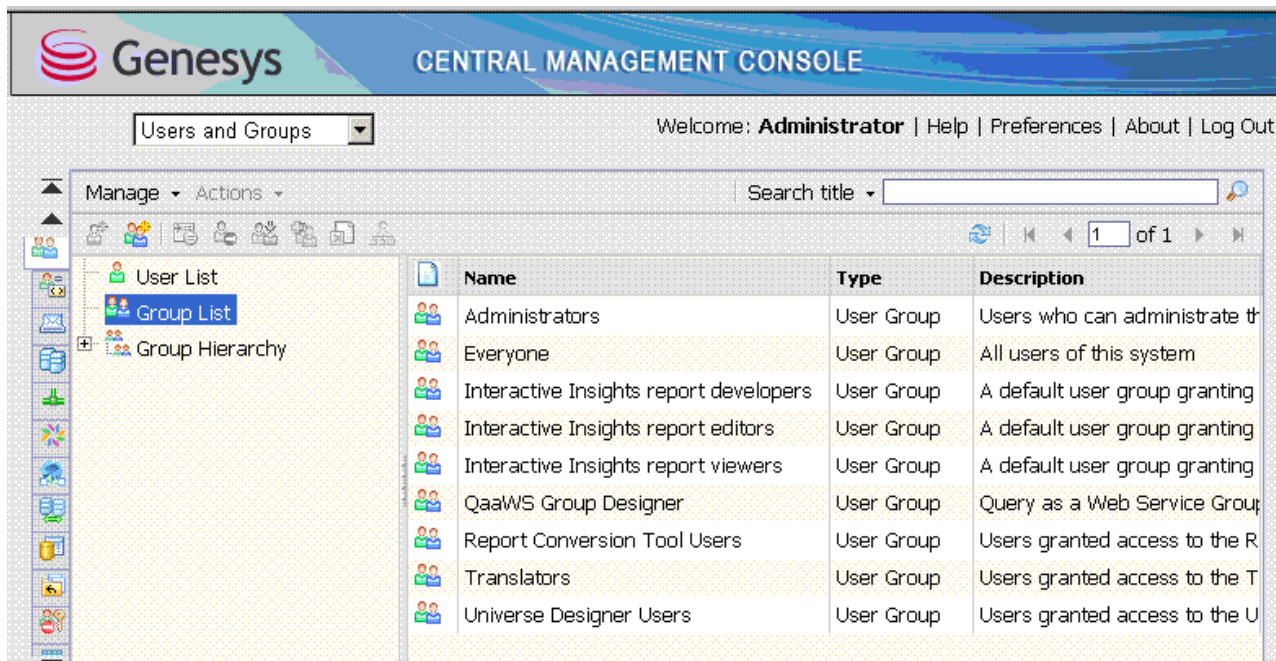 Genesys CENTRAL MANAGEMENT CONSOLE
Users and Groups Welcome: Administrator | Help | Preferences | About | Log Out
Manage Actions Search title
1 of 1
User List
Group List
Group Hierarchy
Name Type Description
Administrators User Group Users who can administrate th
Everyone User Group All users of this system
Interactive Insights report developers User Group A default user group granting
Interactive Insights report editors User Group A default user group granting
Interactive Insights report viewers User Group A default user group granting
QaaWS Group Designer User Group Query as a Web Service Group
Report Conversion Tool Users User Group Users granted access to the R
Translators User Group Users granted access to the T
Universe Designer Users User Group Users granted access to the U